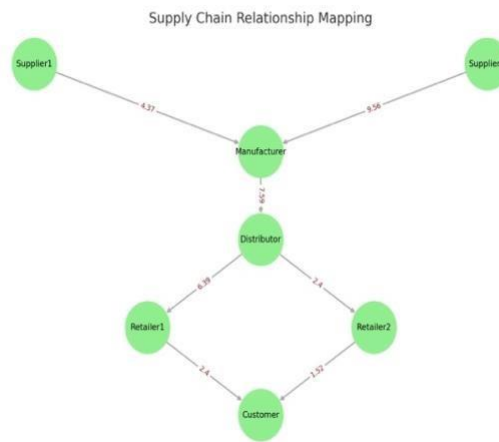 Supply Chain Relationship Mapping
Supplier1
Supplier
4.37
9.56
Manufacturer
7.59
Distributor
6.39
2.4
Retailer1
Retailer2
2.4
1.52
Customer